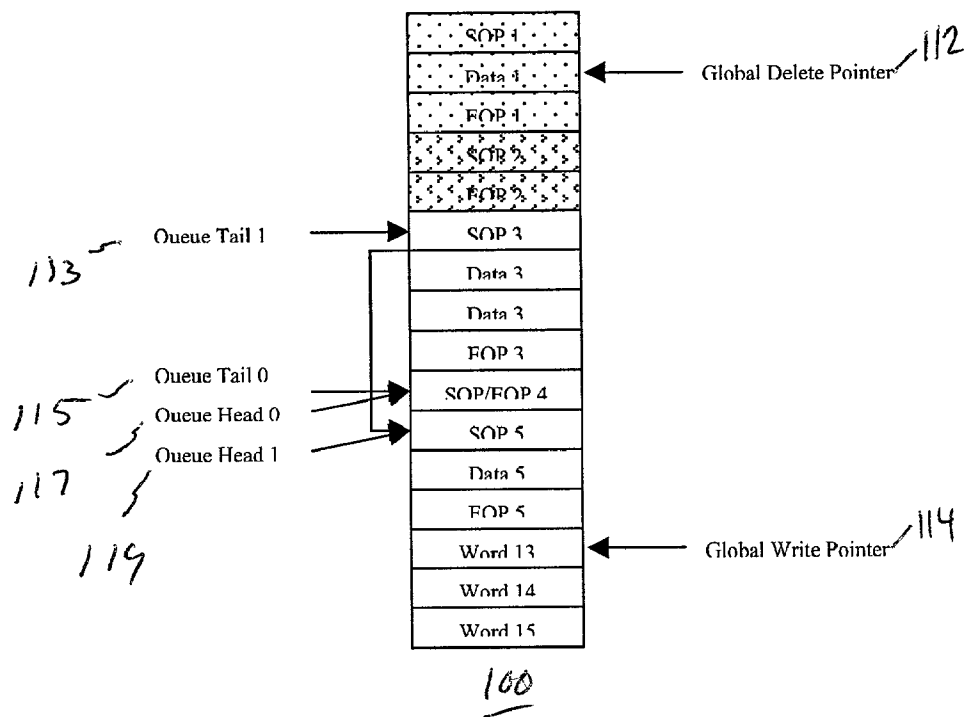 SOP 1
112
Data 1
Global Delete Pointer
EOP 1
SOP 2
EOP 2
Queue Tail 1
SOP 3
113
Data 3
Data 3
EOP 3
Queue Tail 0
SOP/EOP 4
115
Queue Head 0
SOP 5
Queue Head 1
117
Data 5
EOP 5
114
119
Word 13
Global Write Pointer
Word 14
Word 15
100